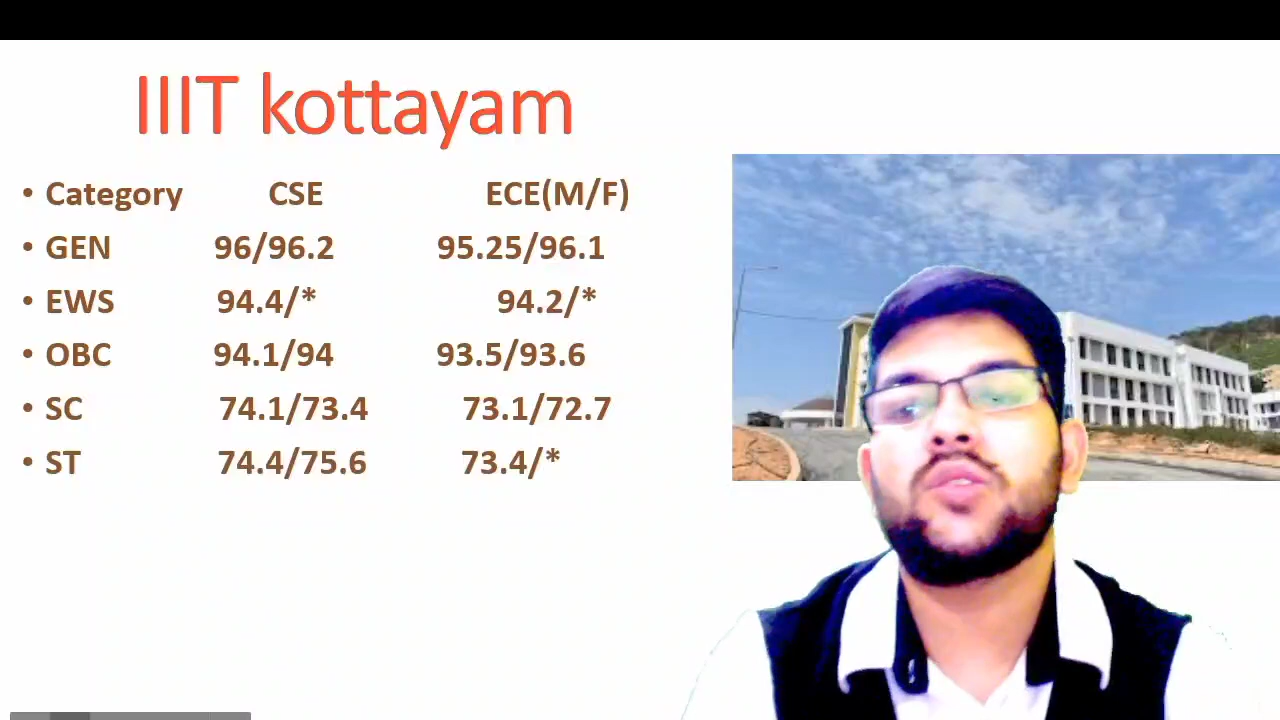 IIIT kottayam
• Category CSE ECE(M/F)
• GEN 96/96.2 95.25/96.1
• EWS 94.4/* 94.2/*
• OBC 94.1/94 93.5/93.6
• SC 74.1/73.4 73.1/72.7
• ST 74.4/75.6 73.4/*